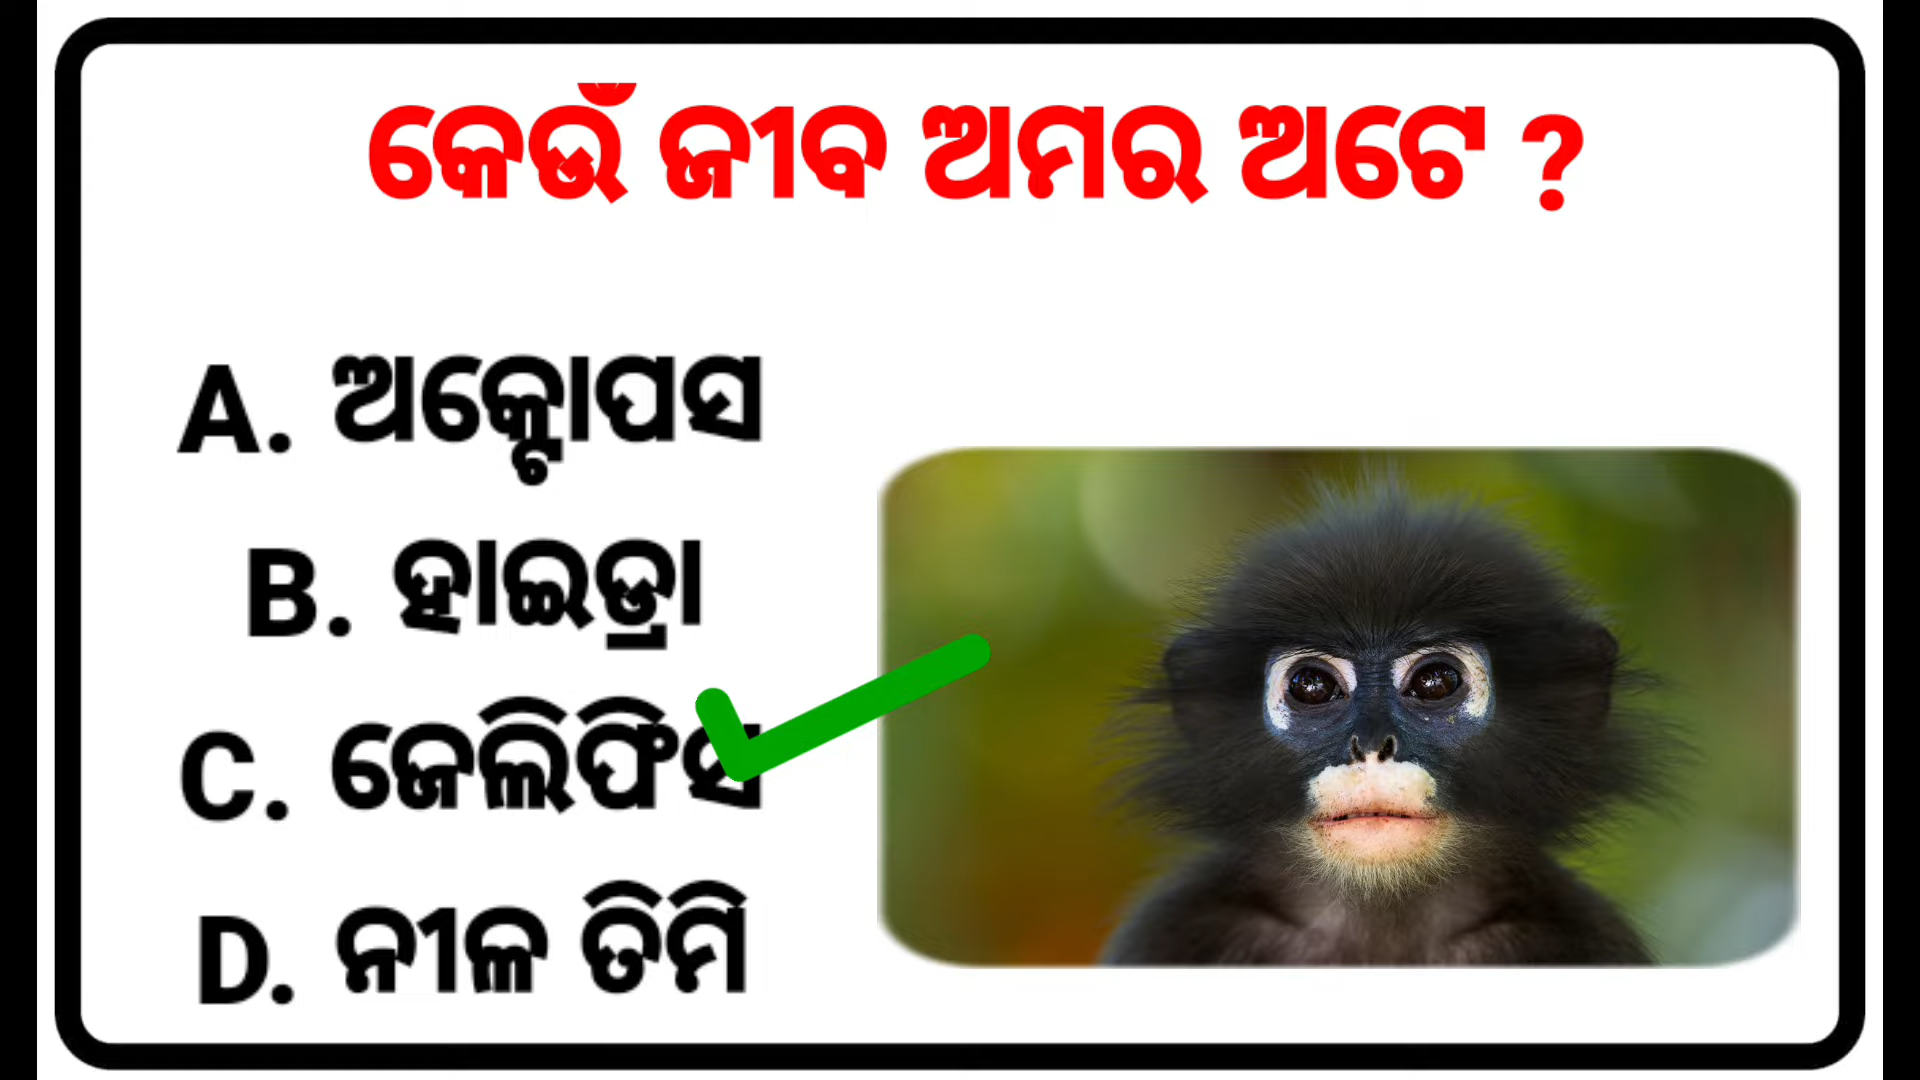 କେଉଁ ଜୀବ ଅମର ଅଟେ ?
A. ଅକ୍ଟୋପସ
B. ହାଇଡ୍ରା
C. ଜେଲିଫିସ
D. ନୀଳ ତିମି